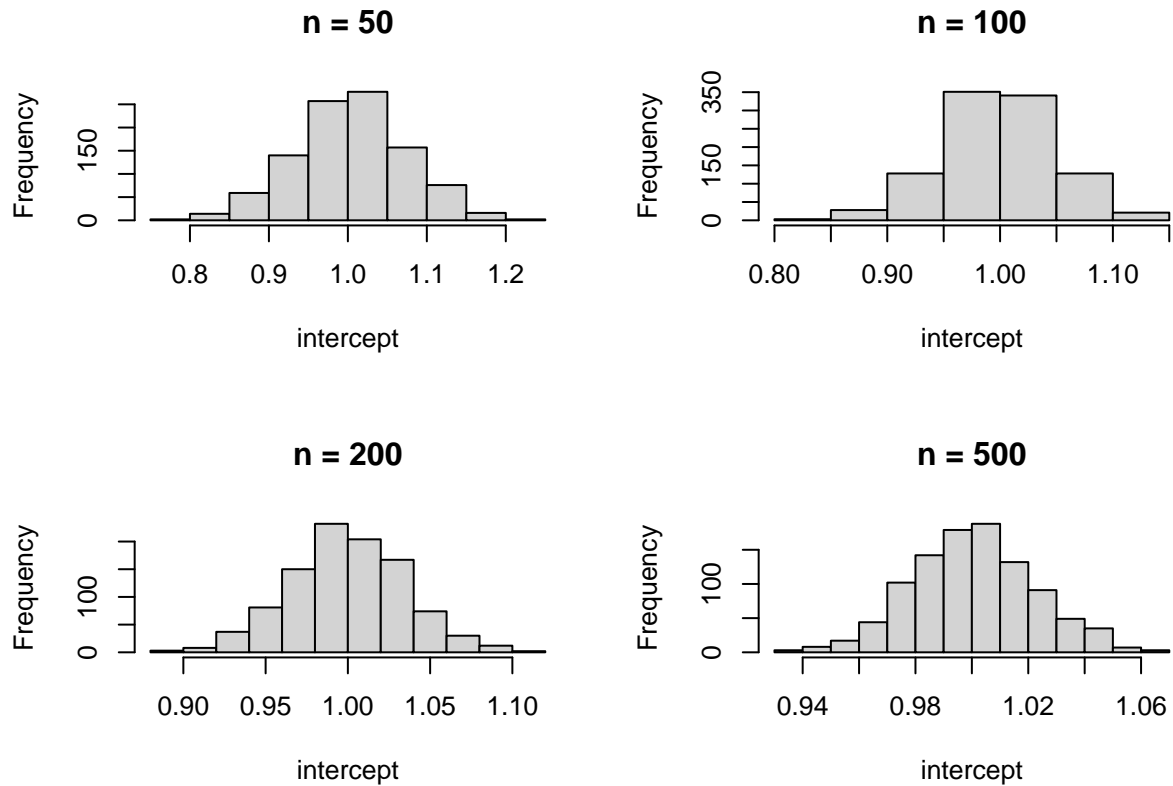 n = 50
Frequency
0 150
0.8 0.9 1.0 1.1 1.2
intercept
n = 100
Frequency
0 150 350
0.80 0.90 1.00 1.10
intercept
n = 200
Frequency
0 100
0.90 0.95 1.00 1.05 1.10
intercept
n = 500
Frequency
0 100
0.94 0.98 1.02 1.06
intercept